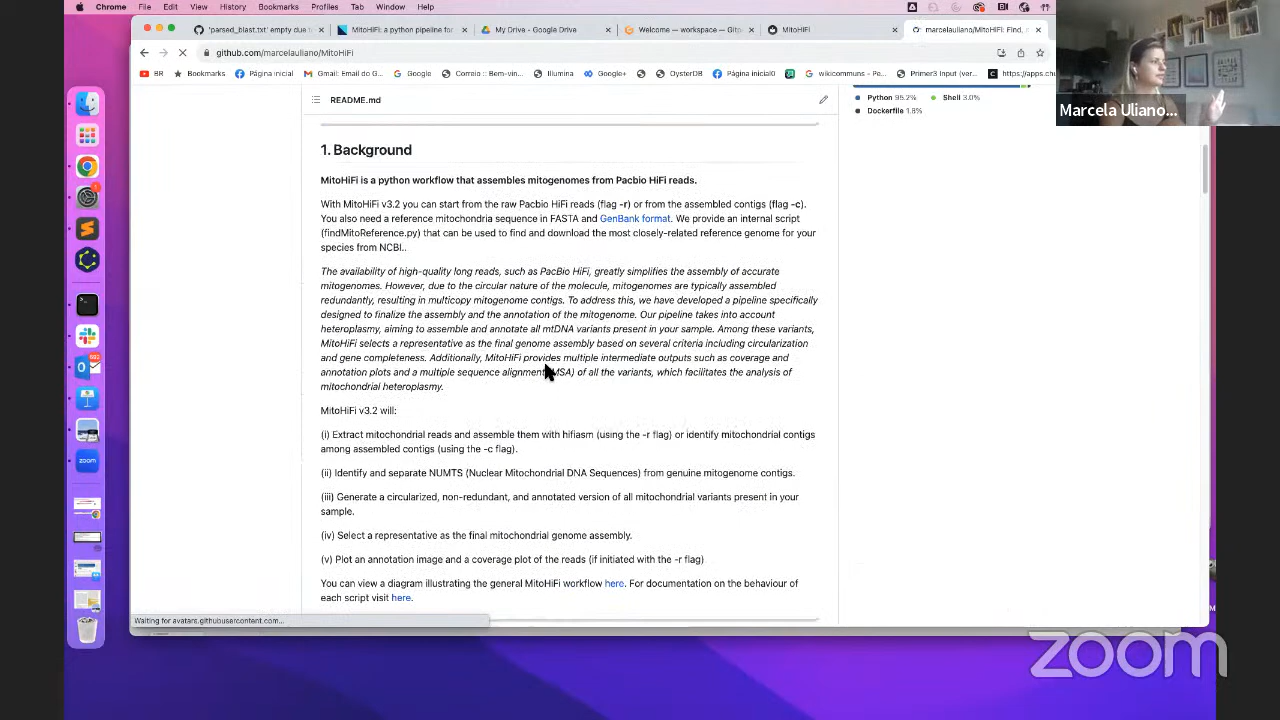 Chrome File Edit View History Bookmarks Profiles Tab Window Help
'parsed_blast.txt' empty due t
MitoHiFi: a python pipeline for
My Drive - Google Drive
Welcome — workspace — Gitp
MitoHiFi
marcelauliano/MitoHiFi: Find,
github.com/marcelauliano/MitoHiFi
BR Bookmarks Página inicial Gmail: Email do G... Google Correio :: Bem-vin... Illumina Google+ OysterDB Página inicial0 wikicommuns - Pe... Primer3 Input (ver... https://apps.chu
Marcela Uliano...
README.md
Python 95.2% Shell 3.0%
Dockerfile 1.8%
1. Background
MitoHiFi is a python workflow that assembles mitogenomes from Pacbio HiFi reads.
With MitoHiFi v3.2 you can start from the raw Pacbio HiFi reads (flag -r) or from the assembled contigs (flag -c).
You also need a reference mitochondria sequence in FASTA and GenBank format. We provide an internal script
(findMitoReference.py) that can be used to find and download the most closely-related reference genome for your
species from NCBI..
The availability of high-quality long reads, such as PacBio HiFi, greatly simplifies the assembly of accurate
mitogenomes. However, due to the circular nature of the molecule, mitogenomes are typically assembled
redundantly, resulting in multicopy mitogenome contigs. To address this, we have developed a pipeline specifically
designed to finalize the assembly and the annotation of the mitogenome. Our pipeline takes into account
heteroplasmy, aiming to assemble and annotate all mtDNA variants present in your sample. Among these variants,
MitoHiFi selects a representative as the final genome assembly based on several criteria including circularization
and gene completeness. Additionally, MitoHiFi provides multiple intermediate outputs such as coverage and
annotation plots and a multiple sequence alignment (MSA) of all the variants, which facilitates the analysis of
mitochondrial heteroplasmy.
MitoHiFi v3.2 will:
(i) Extract mitochondrial reads and assemble them with hifiasm (using the -r flag) or identify mitochondrial contigs
among assembled contigs (using the -c flag).
(ii) Identify and separate NUMTS (Nuclear Mitochondrial DNA Sequences) from genuine mitogenome contigs.
(iii) Generate a circularized, non-redundant, and annotated version of all mitochondrial variants present in your
sample.
(iv) Select a representative as the final mitochondrial genome assembly.
(v) Plot an annotation image and a coverage plot of the reads (if initiated with the -r flag)
You can view a diagram illustrating the general MitoHiFi workflow here. For documentation on the behaviour of
each script visit here.
Waiting for avatars.githubusercontent.com...
zoom
zoom